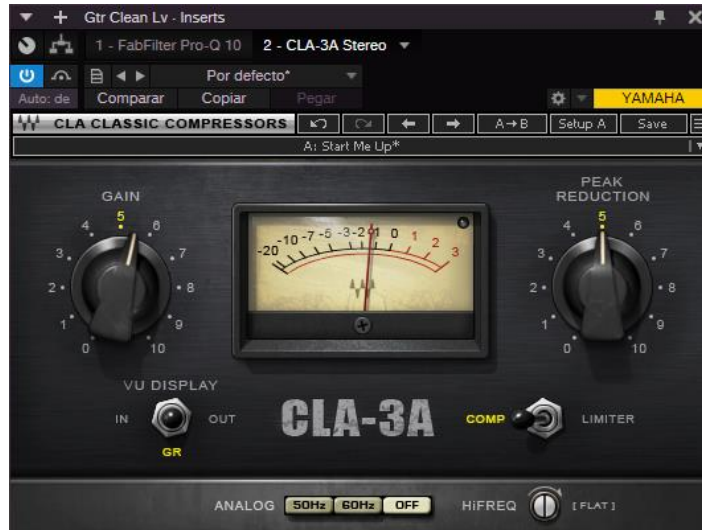 Gtr Clean Lv - Inserts
1 - FabFilter Pro-Q 10 2 - CLA-3A Stereo
Por defecto*
Auto: de Comparar Copiar Pegar YAMAHA
CLA CLASSIC COMPRESSORS A→B Setup A Save
A: Start Me Up*
GAIN
0 1 2 3 4 5 6 7 8 9 10
-20 -10 -7 -5 -3 -2 -1 0 1 2 3
PEAK
REDUCTION
0 1 2 3 4 5 6 7 8 9 10
VU DISPLAY
IN OUT
GR
CLA-3A
COMP LIMITER
ANALOG 50Hz 60Hz OFF HiFREQ [FLAT]